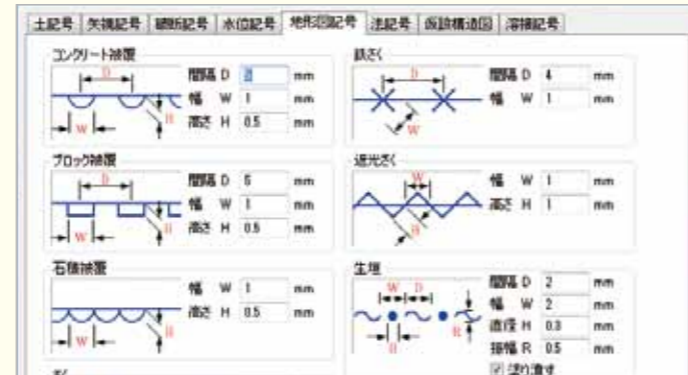 土記号 矢視記号 破断記号 水位記号 地形図記号 法記号 仮設構造図 溶接記号
コンクリート被覆
D
W
H
間隔 D 2 mm
幅 W 1 mm
高さ H 0.5 mm
鉄さく
D
W
間隔 D 4 mm
幅 W 1 mm
ブロック被覆
D
W
H
間隔 D 5 mm
幅 W 1 mm
高さ H 0.5 mm
遮光さく
W
H
幅 W 1 mm
高さ H 1 mm
石積被覆
W
H
幅 W 1 mm
高さ H 0.5 mm
生垣
W D
R
H
間隔 D 2 mm
幅 W 2 mm
直径 H 0.3 mm
振幅 R 0.5 mm
塗り潰す